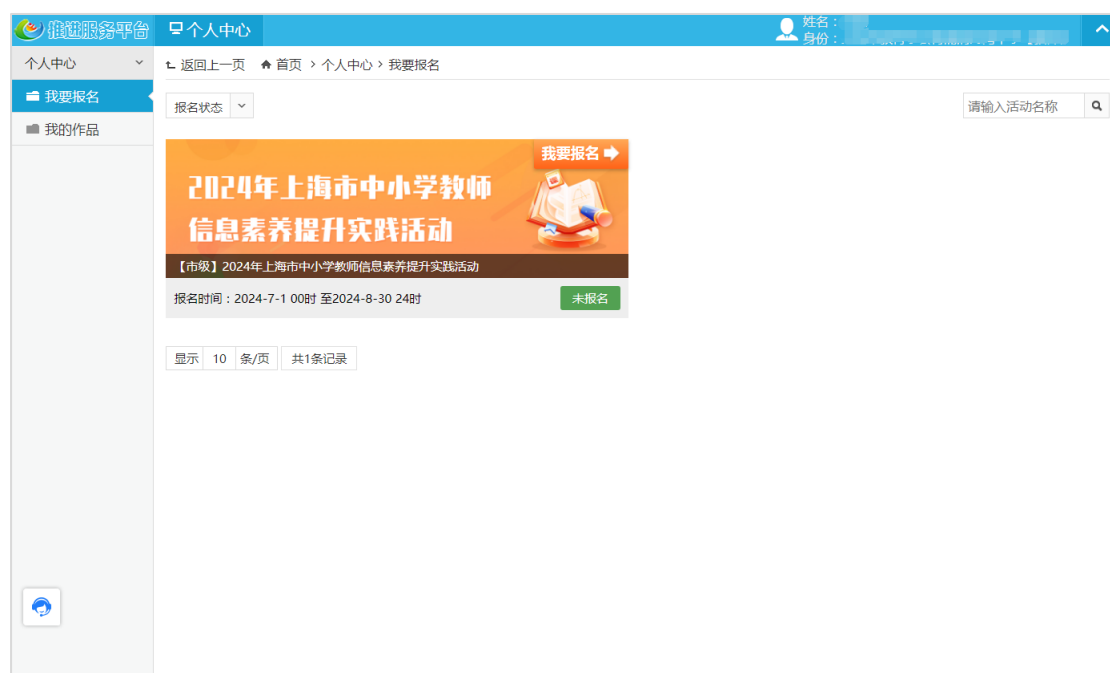 推进服务平台 个人中心
姓名：
身份：
个人中心
返回上一页 首页 > 个人中心 > 我要报名
我要报名
我的作品
报名状态
请输入活动名称
我要报名
2024年上海市中小学教师
信息素养提升实践活动
【市级】2024年上海市中小学教师信息素养提升实践活动
报名时间：2024-7-1 00时 至2024-8-30 24时
未报名
显示 10 条/页 共1条记录